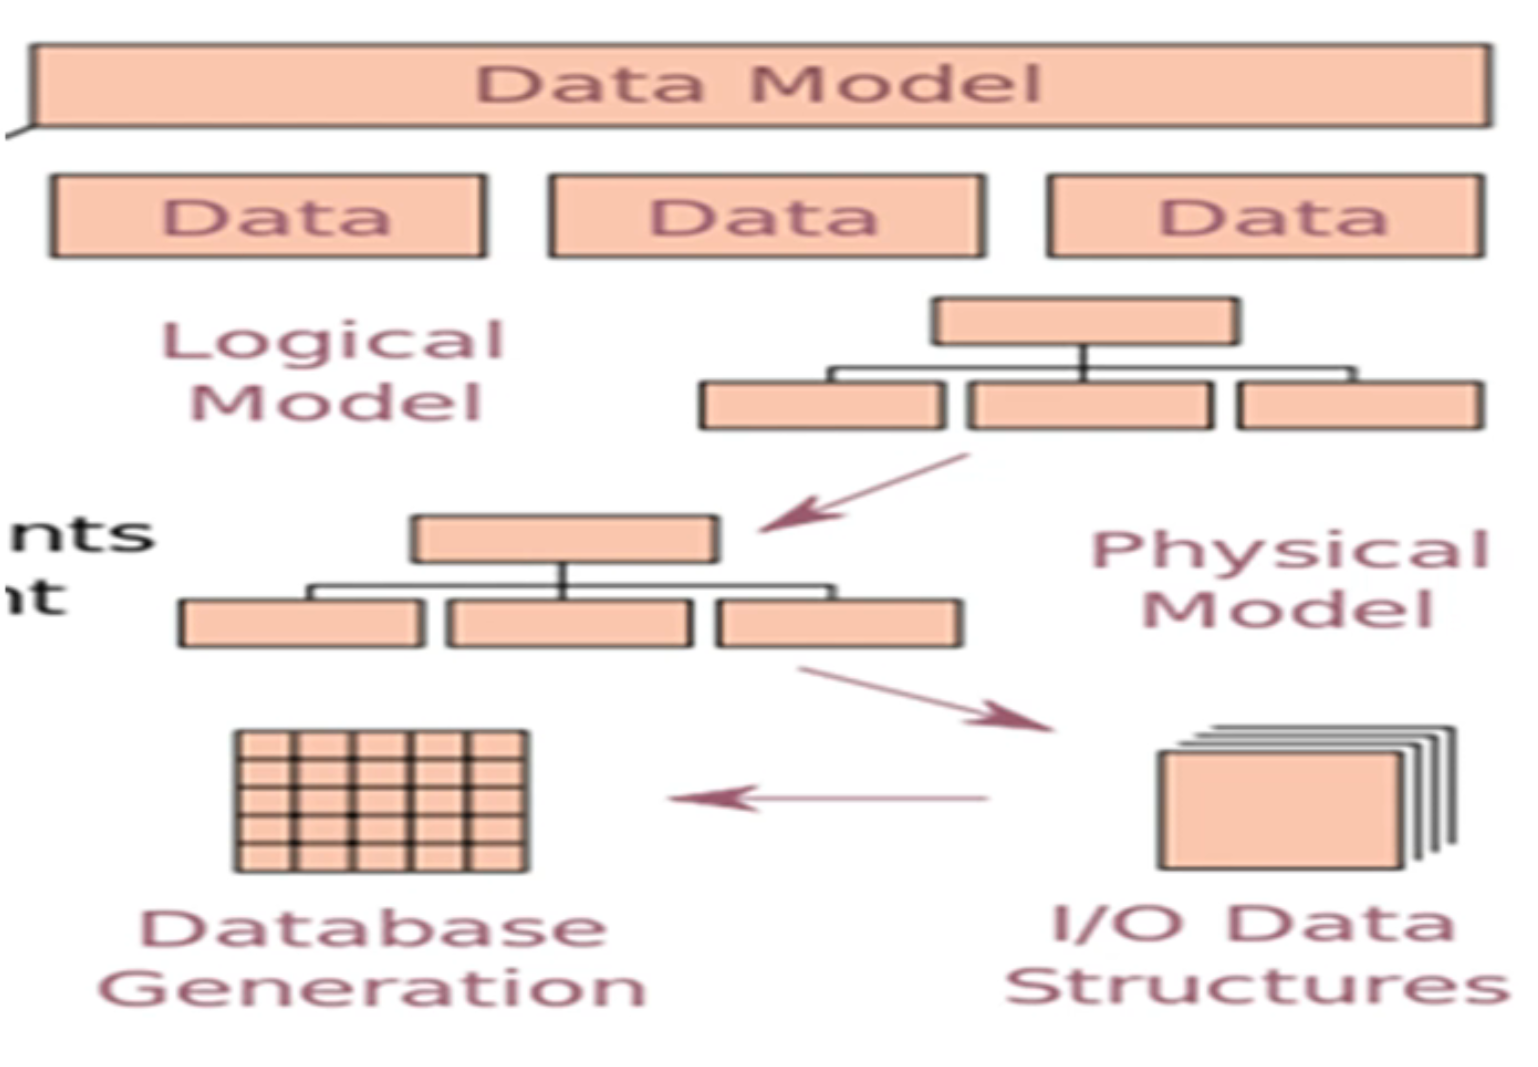 Data Model
Data Data Data
Logical
Model
nts
nt
Physical
Model
Database
Generation
I/O Data
Structures